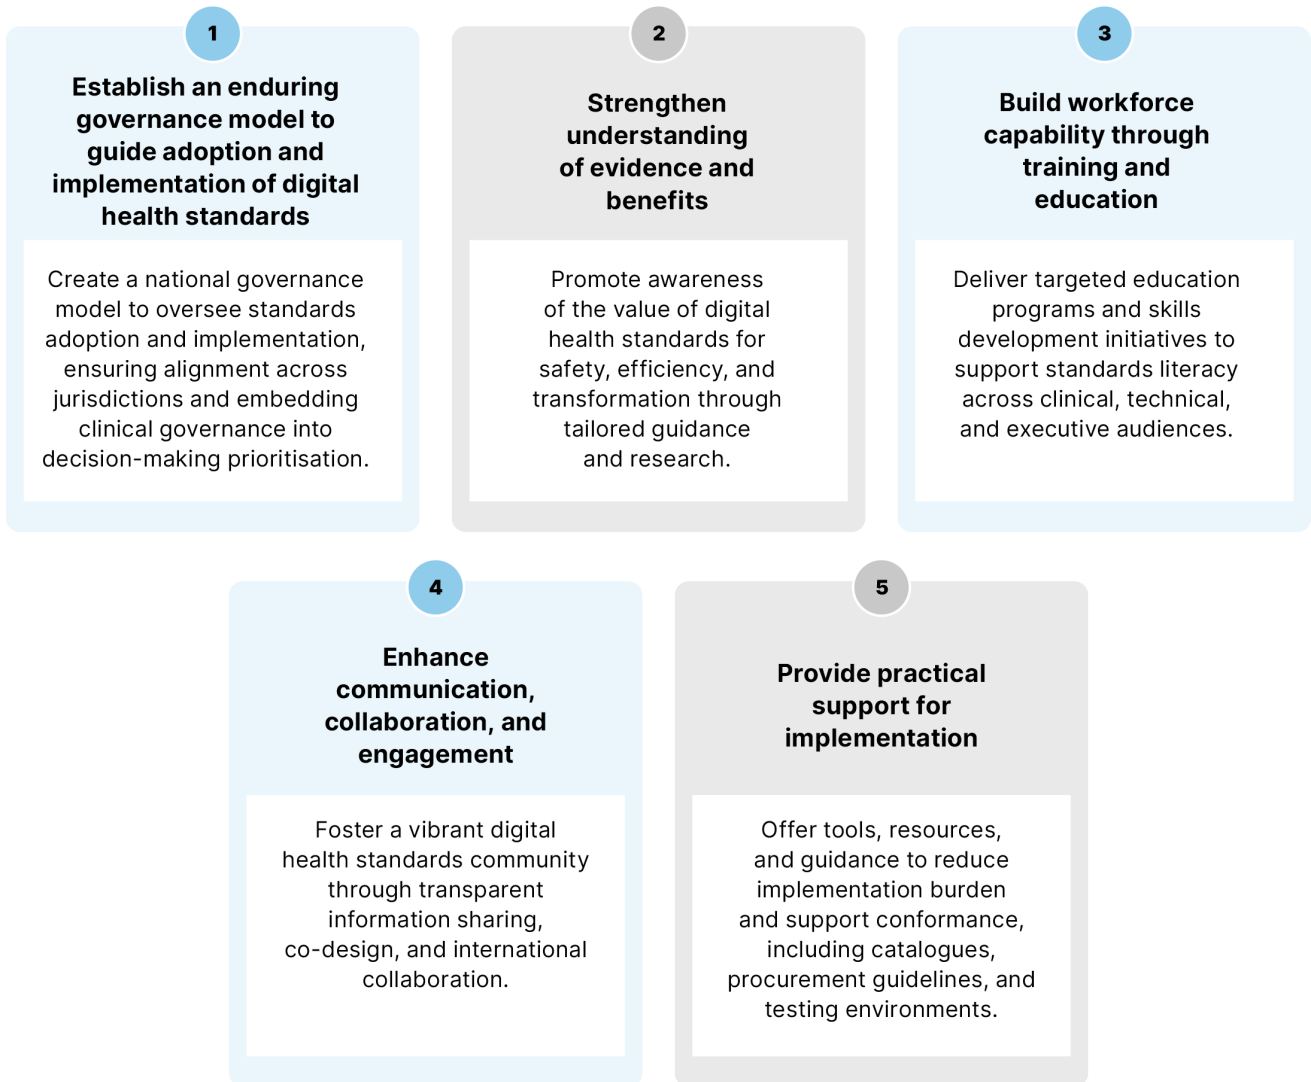 1
Establish an enduring
governance model to
guide adoption and
implementation of digital
health standards
Create a national governance
model to oversee standards
adoption and implementation,
ensuring alignment across
jurisdictions and embedding
clinical governance into
decision-making prioritisation.
2
Strengthen
understanding
of evidence and
benefits
Promote awareness
of the value of digital
health standards for
safety, efficiency, and
transformation through
tailored guidance
and research.
3
Build workforce
capability through
training and
education
Deliver targeted education
programs and skills
development initiatives to
support standards literacy
across clinical, technical,
and executive audiences.
4
Enhance
communication,
collaboration, and
engagement
Foster a vibrant digital
health standards community
through transparent
information sharing,
co-design, and international
collaboration.
5
Provide practical
support for
implementation
Offer tools, resources,
and guidance to reduce
implementation burden
and support conformance,
including catalogues,
procurement guidelines, and
testing environments.